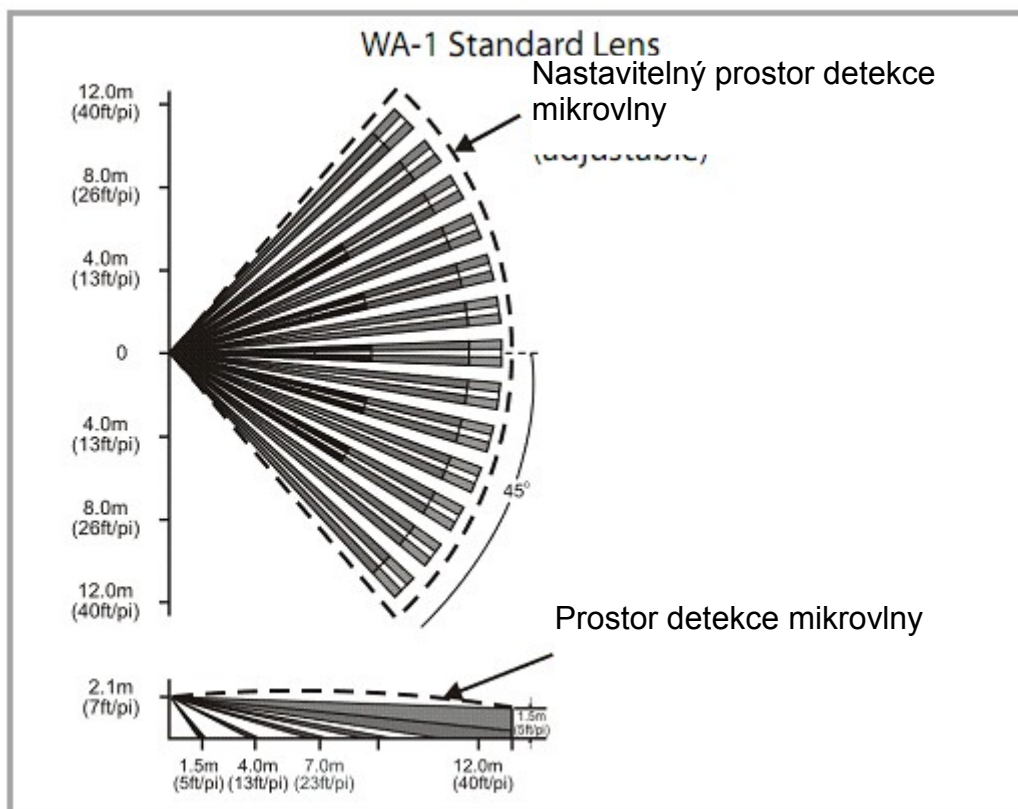 WA-1 Standard Lens
Nastavitelný prostor detekce
mikrovlny
(adjustable)
12.0m
(40ft/pi)
8.0m
(26ft/pi)
4.0m
(13ft/pi)
0
4.0m
(13ft/pi)
8.0m
(26ft/pi)
12.0m
(40ft/pi)
45°
Prostor detekce mikrovlny
2.1m
(7ft/pi)
1.5m
(5ft/pi)
1.5m
(5ft/pi)
4.0m
(13ft/pi)
7.0m
(23ft/pi)
12.0m
(40ft/pi)